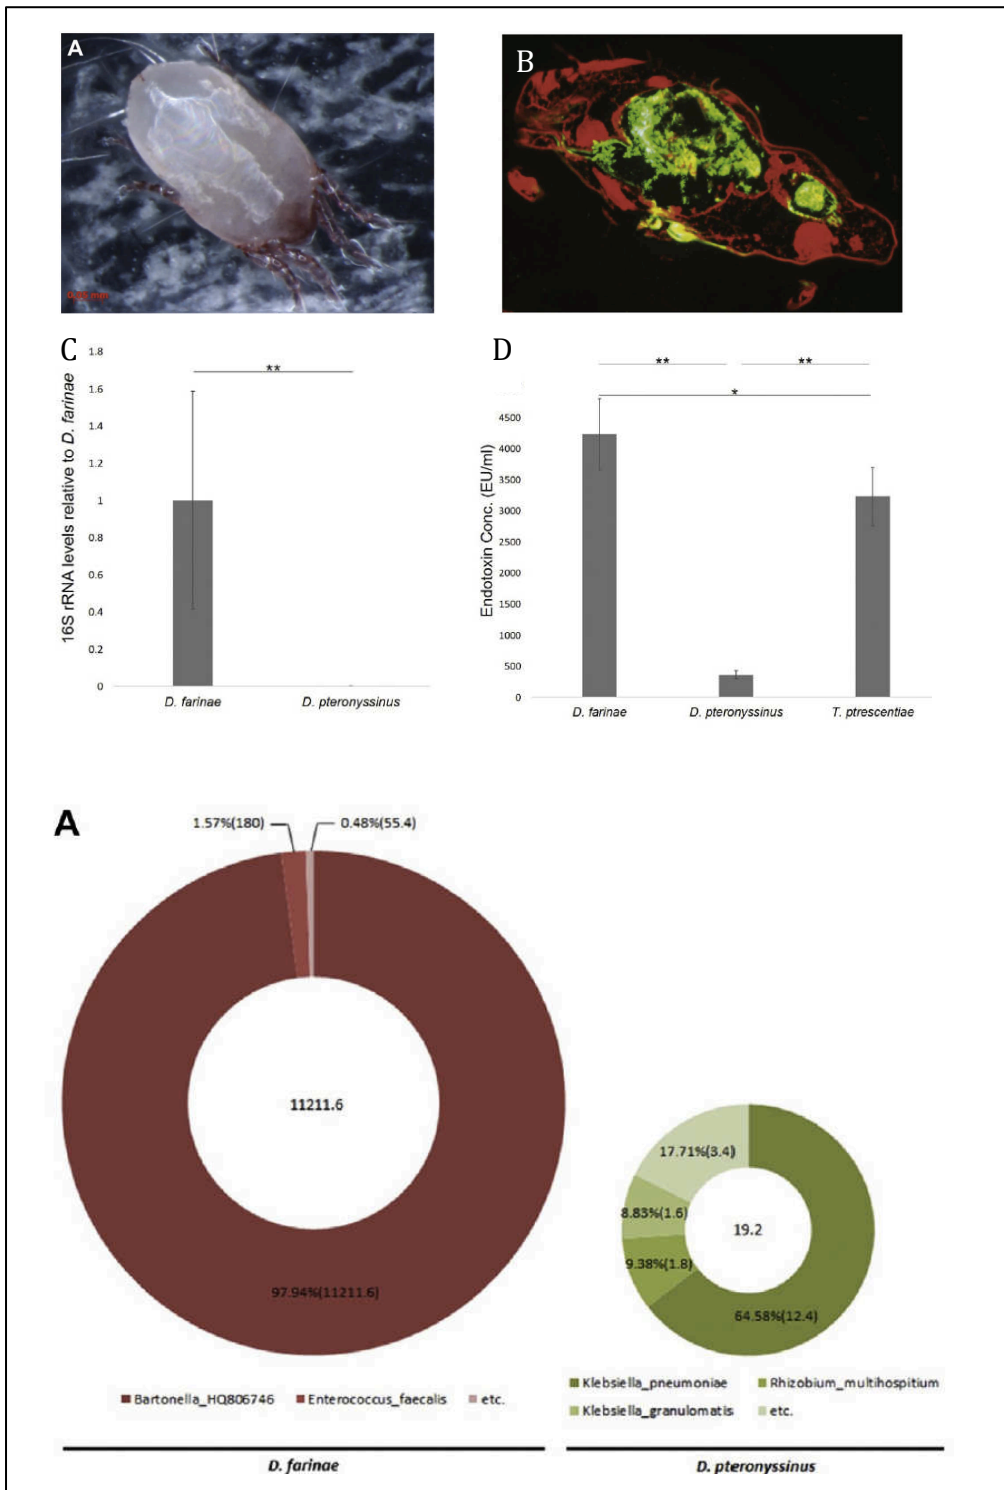 A
B
C
D
1.8
1.6
1.4
1.2
1
0.8
0.6
0.4
0.2
0
16S rRNA levels relative to D. farinae
**
D. farinae
D. pteronyssinus
**
**
*
4500
4000
3500
3000
2500
2000
1500
1000
500
0
Endotoxin Conc. (EU/ml)
D. farinae
D. pteronyssinus
T. ptrescentiae
A
1.57%(180)
0.48%(55.4)
11211.6
97.94%(11211.6)
17.71%(3.4)
8.83%(1.6)
9.38%(1.8)
19.2
64.58%(12.4)
Bartonella_HQ806746
Enterococcus_faecalis
etc.
Klebsiella_pneumoniae
Rhizobium_multihospitium
Klebsiella_granulomatis
etc.
D. farinae
D. pteronyssinus